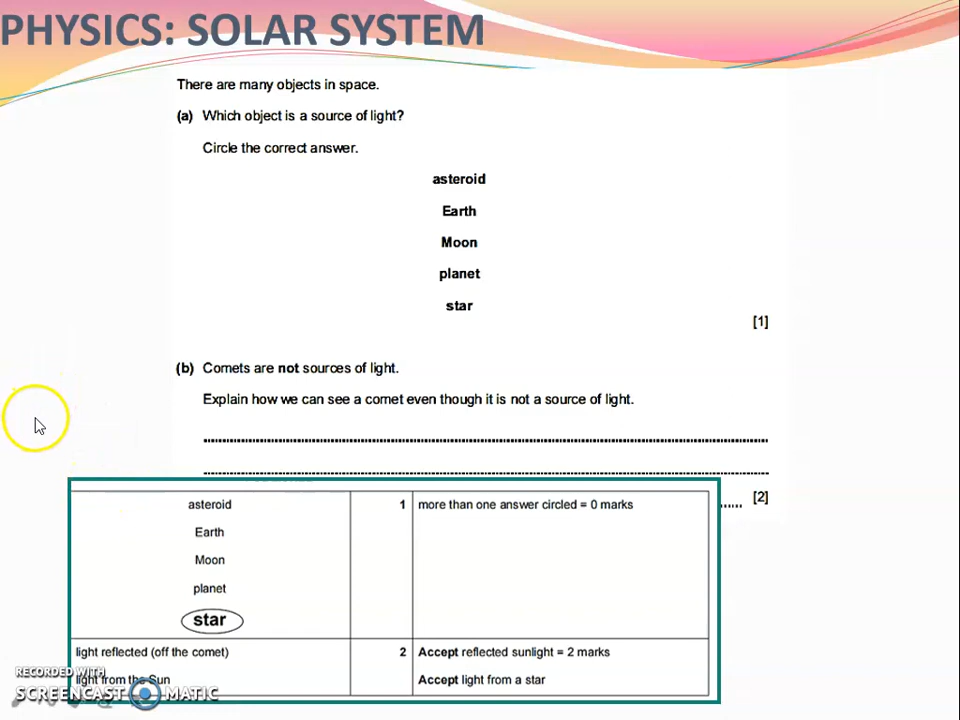 PHYSICS: SOLAR SYSTEM
There are many objects in space.
(a) Which object is a source of light?
Circle the correct answer.
asteroid
Earth
Moon
planet
star
[1]
(b) Comets are not sources of light.
Explain how we can see a comet even though it is not a source of light.
[2]
asteroid 1 more than one answer circled = 0 marks
Earth
Moon
planet
star
light reflected (off the comet) 2 Accept reflected sunlight = 2 marks
light from the Sun Accept light from a star
RECORDED WITH
SCREENCAST MATIC